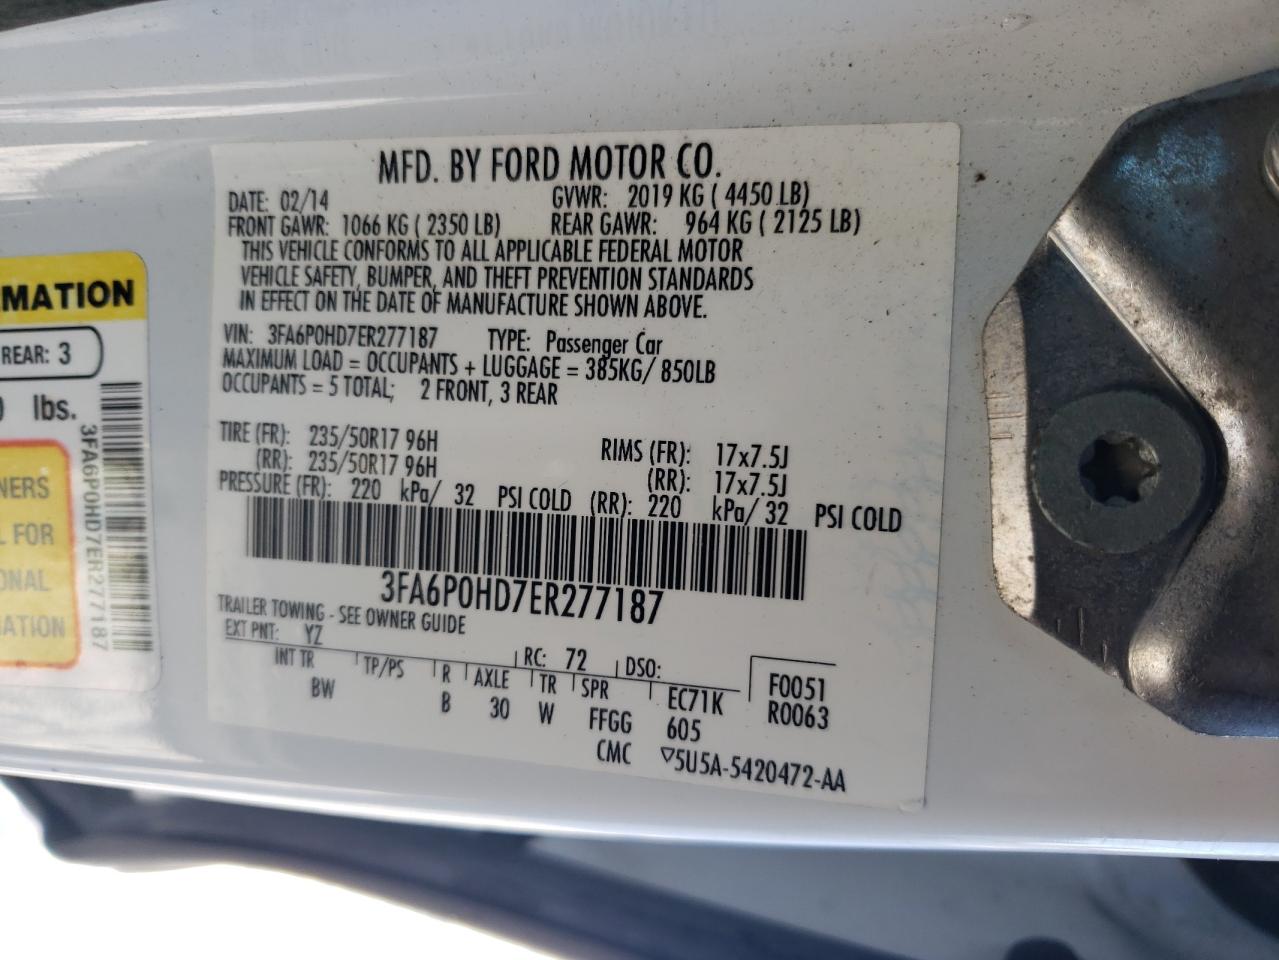 MFD. BY FORD MOTOR CO.
DATE: 02/14 GVWR: 2019 KG ( 4450 LB)
FRONT GAWR: 1066 KG ( 2350 LB) REAR GAWR: 964 KG ( 2125 LB)
THIS VEHICLE CONFORMS TO ALL APPLICABLE FEDERAL MOTOR
VEHICLE SAFETY, BUMPER, AND THEFT PREVENTION STANDARDS
IN EFFECT ON THE DATE OF MANUFACTURE SHOWN ABOVE.
VIN: 3FA6P0HD7ER277187 TYPE: Passenger Car
MAXIMUM LOAD = OCCUPANTS + LUGGAGE = 385KG/ 850LB
OCCUPANTS = 5 TOTAL; 2 FRONT, 3 REAR
TIRE (FR): 235/50R17 96H RIMS (FR): 17x7.5J
(RR): 235/50R17 96H (RR): 17x7.5J
PRESSURE (FR): 220 kPa/ 32 PSI COLD (RR): 220 kPa/ 32 PSI COLD
3FA6P0HD7ER277187
TRAILER TOWING - SEE OWNER GUIDE
EXT PNT: YZ RC: 72 DSO: F0051
INT TR TP/PS R AXLE TR SPR EC71K R0063
BW B 30 W FFGG 605
CMC ▽5U5A-5420472-AA
MATION
REAR: 3
lbs.
NERS
L FOR
ONAL
ATION
3FA6P0HD7ER277187